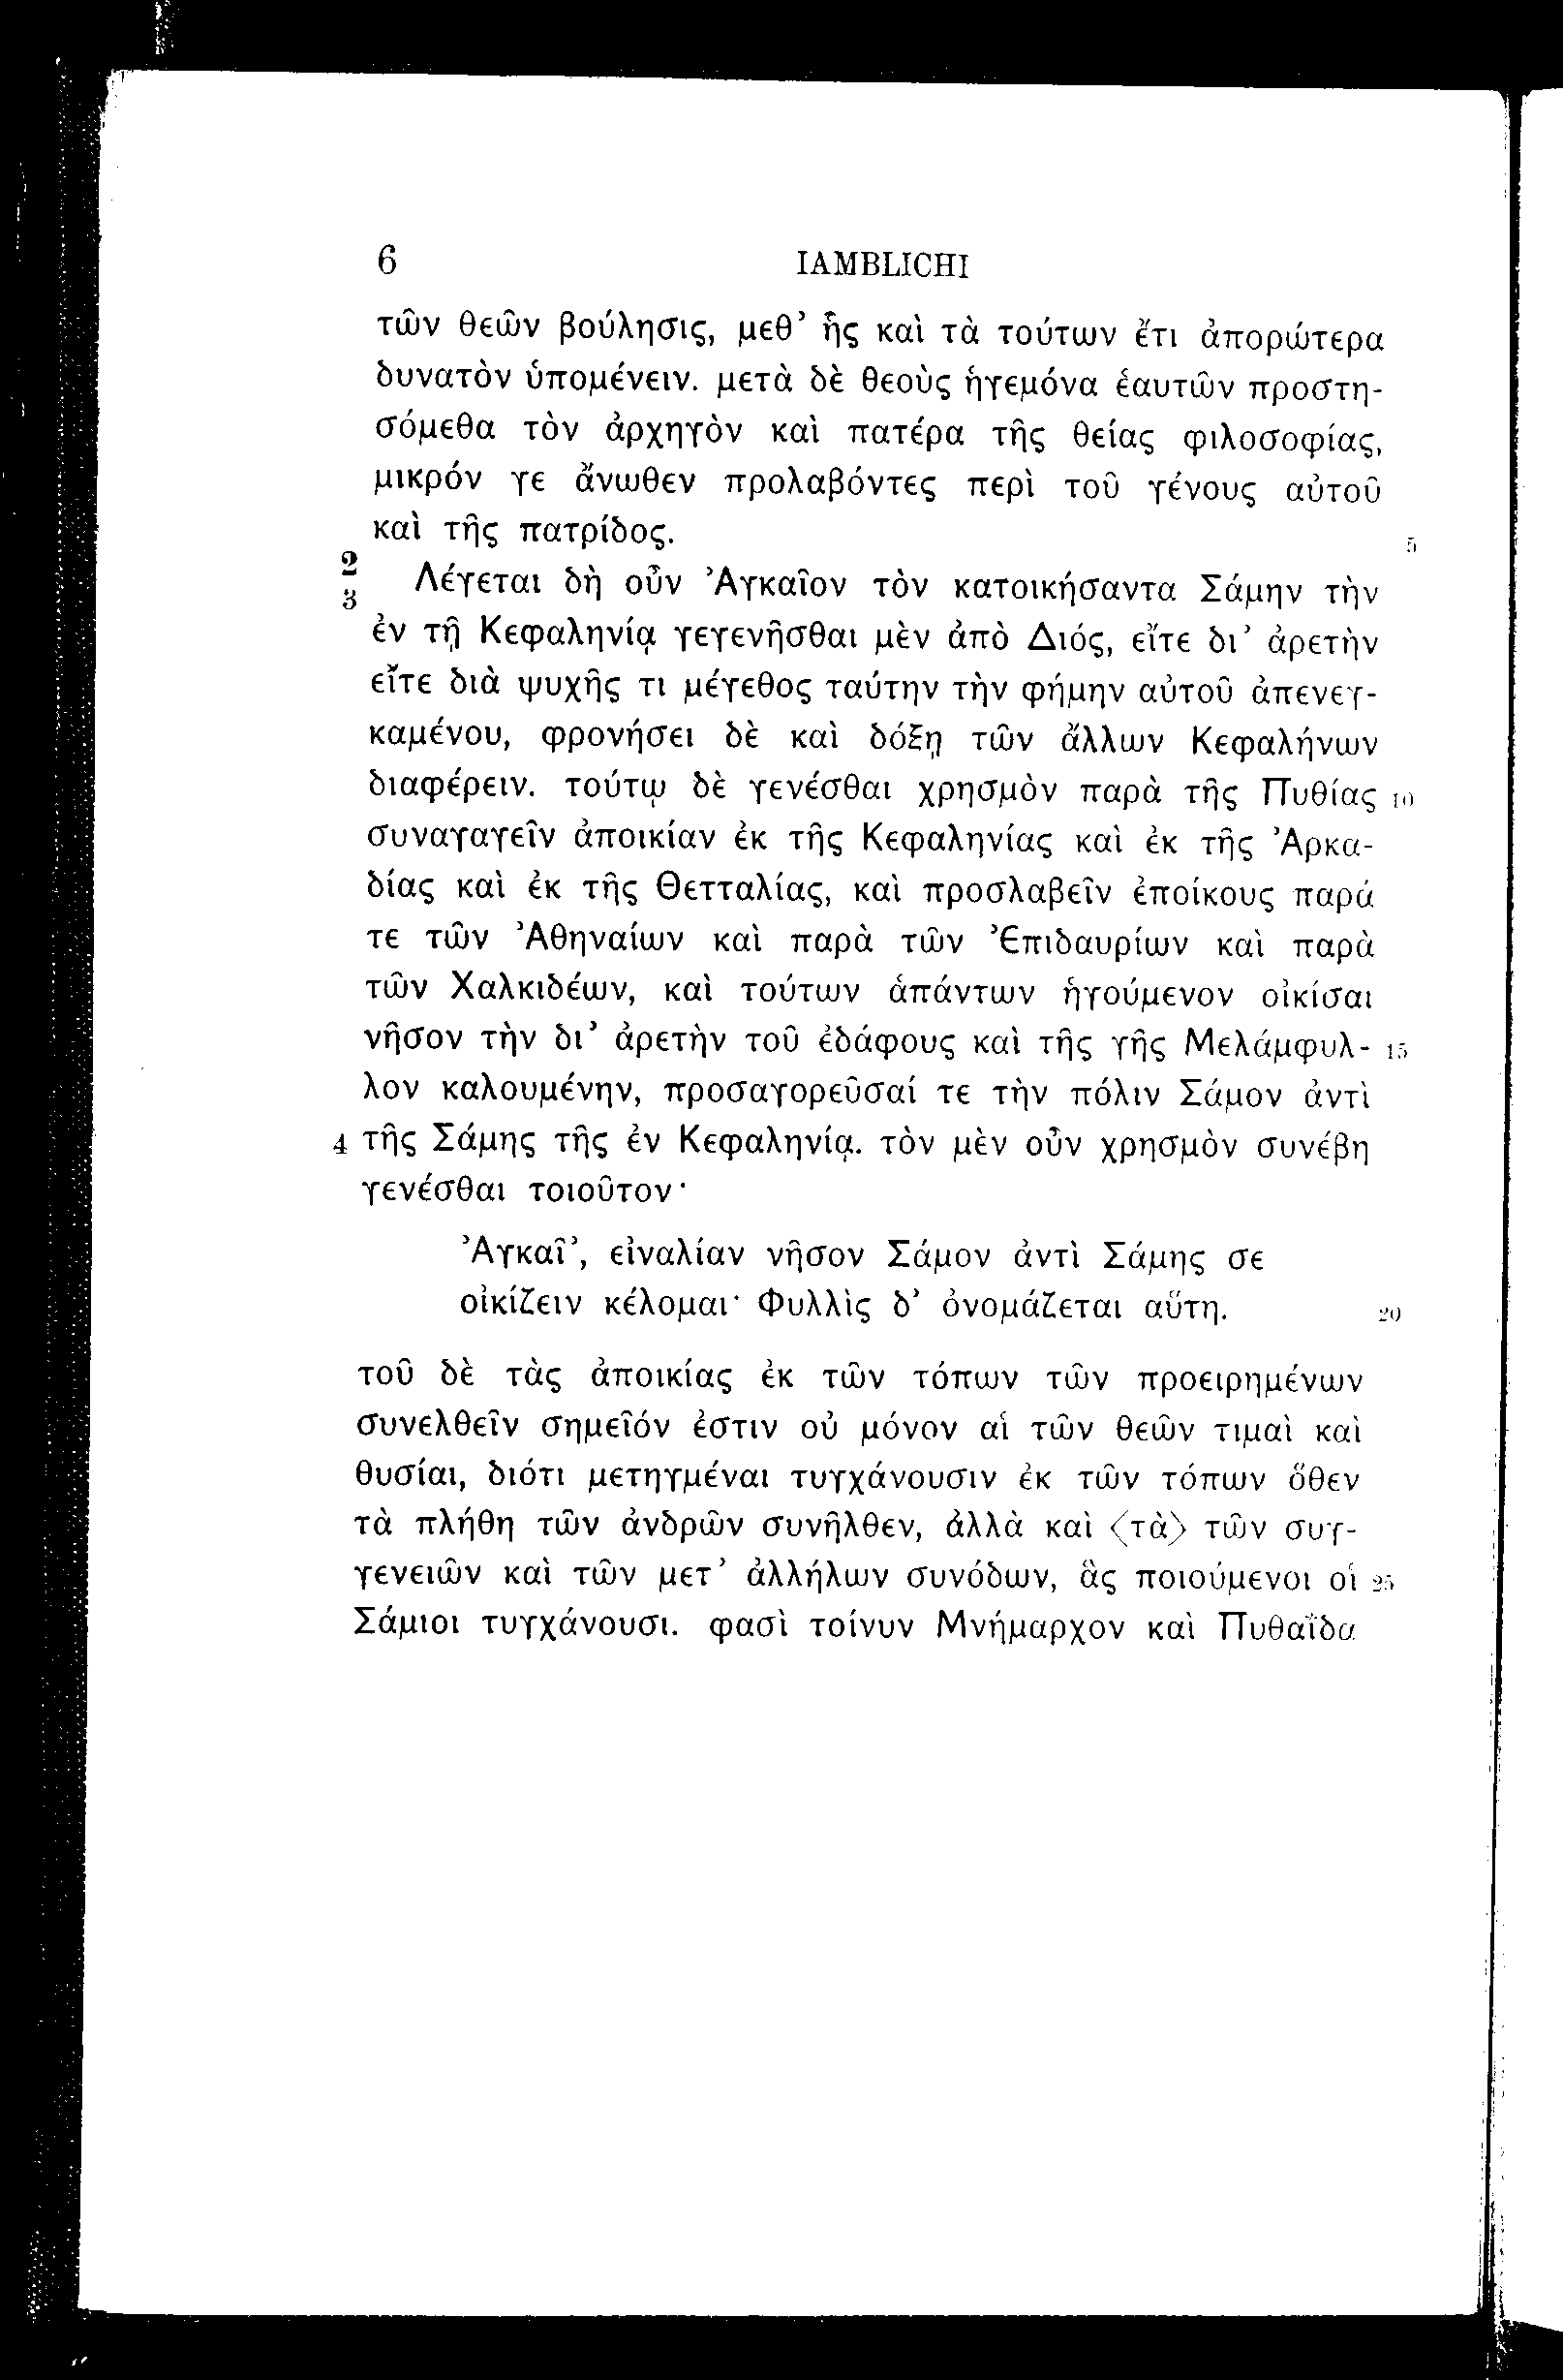 6 IAMBLICHI
τῶν θεῶν βούλησις, μεθ’ ἧς καὶ τὰ τούτων ἔτι ἀπορώτερα
δυνατὸν ὑπομένειν. μετὰ δὲ θεοὺς ἡγεμόνα ἑαυτῶν προστη-
σόμεθα τὸν ἀρχηγὸν καὶ πατέρα τῆς θείας φιλοσοφίας,
μικρόν γε ἄνωθεν προλαβόντες περὶ τοῦ γένους αὐτοῦ
καὶ τῆς πατρίδος. 5
2
3 Λέγεται δὴ οὖν Ἀγκαῖον τὸν κατοικήσαντα Σάμην τὴν
ἐν τῇ Κεφαληνίᾳ γεγενῆσθαι μὲν ἀπὸ Διός, εἴτε δι’ ἀρετὴν
εἴτε διὰ ψυχῆς τι μέγεθος ταύτην τὴν φήμην αὐτοῦ ἀπενεγ-
καμένου, φρονήσει δὲ καὶ δόξῃ τῶν ἄλλων Κεφαλήνων
διαφέρειν. τούτῳ δὲ γενέσθαι χρησμὸν παρὰ τῆς Πυθίας 10
συναγαγεῖν ἀποικίαν ἐκ τῆς Κεφαληνίας καὶ ἐκ τῆς Ἀρκα-
δίας καὶ ἐκ τῆς Θετταλίας, καὶ προσλαβεῖν ἐποίκους παρά
τε τῶν Ἀθηναίων καὶ παρὰ τῶν Ἐπιδαυρίων καὶ παρὰ
τῶν Χαλκιδέων, καὶ τούτων ἁπάντων ἡγούμενον οἰκίσαι
νῆσον τὴν δι’ ἀρετὴν τοῦ ἐδάφους καὶ τῆς γῆς Μελάμφυλ- 15
λον καλουμένην, προσαγορεῦσαί τε τὴν πόλιν Σάμον ἀντὶ
4 τῆς Σάμης τῆς ἐν Κεφαληνίᾳ. τὸν μὲν οὖν χρησμὸν συνέβη
γενέσθαι τοιοῦτον·
Ἀγκαῖ’, εἰναλίαν νῆσον Σάμον ἀντὶ Σάμης σε
οἰκίζειν κέλομαι· Φυλλὶς δ’ ὀνομάζεται αὕτη. 20
τοῦ δὲ τὰς ἀποικίας ἐκ τῶν τόπων τῶν προειρημένων
συνελθεῖν σημεῖόν ἐστιν οὐ μόνον αἱ τῶν θεῶν τιμαὶ καὶ
θυσίαι, διότι μετηγμέναι τυγχάνουσιν ἐκ τῶν τόπων ὅθεν
τὰ πλήθη τῶν ἀνδρῶν συνῆλθεν, ἀλλὰ καὶ 〈τὰ〉 τῶν συγ-
γενειῶν καὶ τῶν μετ’ ἀλλήλων συνόδων, ἃς ποιούμενοι οἱ 25
Σάμιοι τυγχάνουσι. φασὶ τοίνυν Μνήμαρχον καὶ Πυθαΐδα